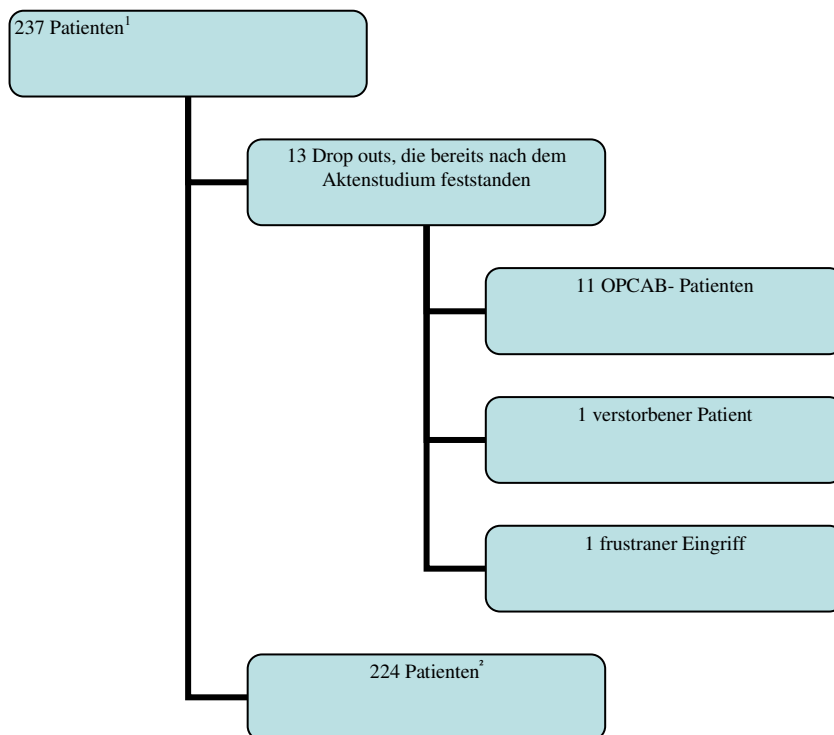 237 Patienten¹
13 Drop outs, die bereits nach dem
Aktenstudium feststanden
11 OPCAB- Patienten
1 verstorbener Patient
1 frustraner Eingriff
224 Patienten²